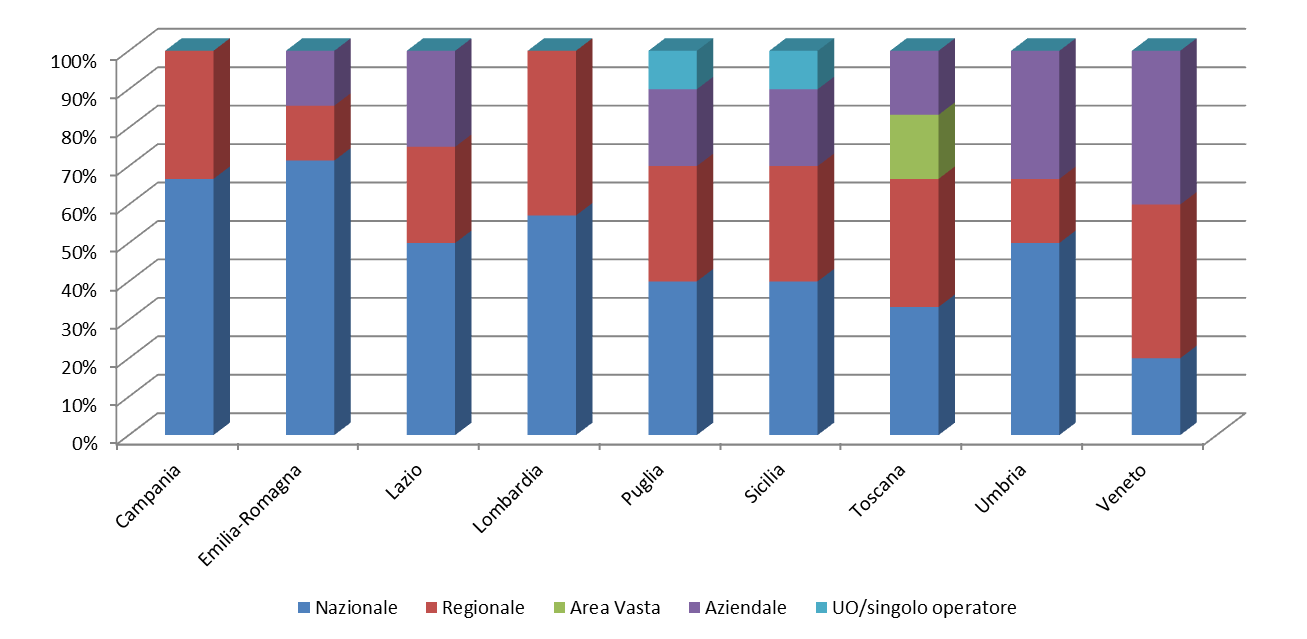 100%
90%
80%
70%
60%
50%
40%
30%
20%
10%
0%
Campania
Emilia-Romagna
Lazio
Lombardia
Puglia
Sicilia
Toscana
Umbria
Veneto
Nazionale Regionale Area Vasta Aziendale UO/singolo operatore